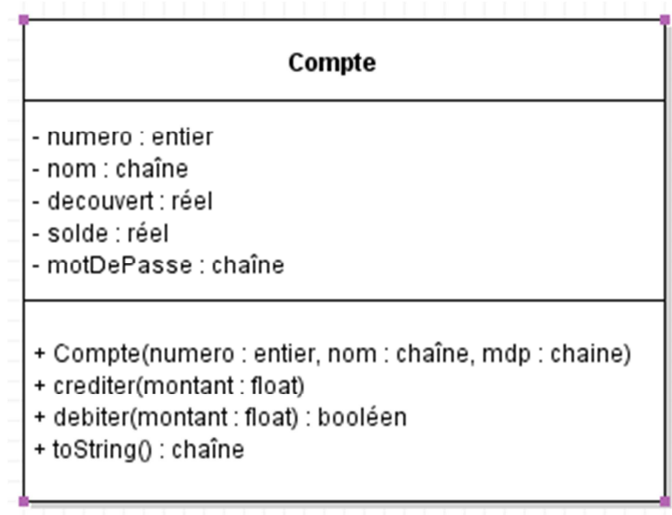 Compte
- numero : entier
- nom : chaîne
- decouvert : réel
- solde : réel
- motDePasse : chaîne
+ Compte(numero : entier, nom : chaîne, mdp : chaine)
+ crediter(montant : float)
+ debiter(montant : float) : booléen
+ toString() : chaîne